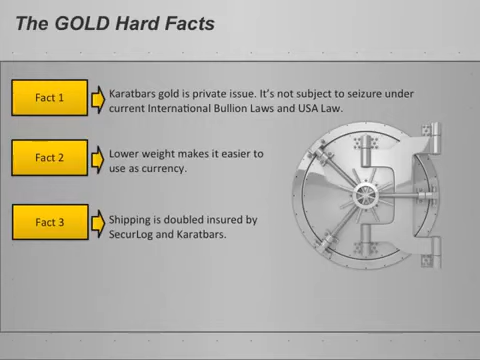 The GOLD Hard Facts
Fact 1
Karatbars gold is private issue. It's not subject to seizure under
current International Bullion Laws and USA Law.
Fact 2
Lower weight makes it easier to
use as currency.
Fact 3
Shipping is doubled insured by
SecurLog and Karatbars.